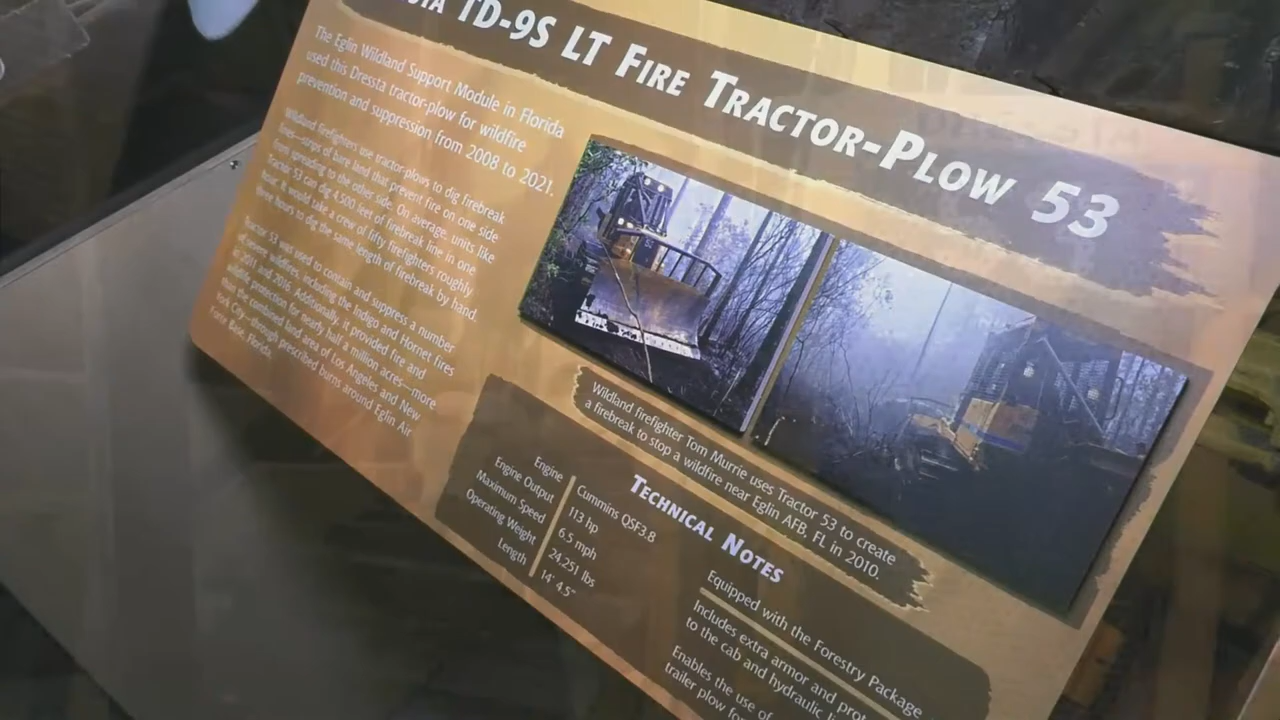 TD-9S LT FIRE TRACTOR-PLOW 53
The Eglin Wildland Support Module in Florida
used this Dressta tractor-plow for wildfire
prevention and suppression from 2008 to 2021.
Wildland firefighters use tractor-plows to dig firebreak
lines—strips of bare land that prevent fire on one side
from spreading to the other side. On average, units like
Tractor 53 can dig 4,500 feet of firebreak line in one
hour. It would take a crew of fifty firefighters roughly
three hours to dig the same length of firebreak by hand.
Tractor 53 was used to contain and suppress a number
of severe wildfires, including the Indigo and Hornet fires
of 2011 and 2016. Additionally, it provided fire and
wildlife protection for nearly half a million acres—more
than the combined land area of Los Angeles and New
York City—through prescribed burns around Eglin Air
Force Base, Florida.
Wildland firefighter Tom Murrie uses Tractor 53 to create
a firebreak to stop a wildfire near Eglin AFB, FL in 2010.
TECHNICAL NOTES
Engine Cummins QSF3.8
Engine Output 113 hp
Maximum Speed 6.5 mph
Operating Weight 24,251 lbs
Length 14' 4.5"
Equipped with the Forestry Package
Includes extra armor and
to the cab and hydraulic
Enables the use of
trailer plow